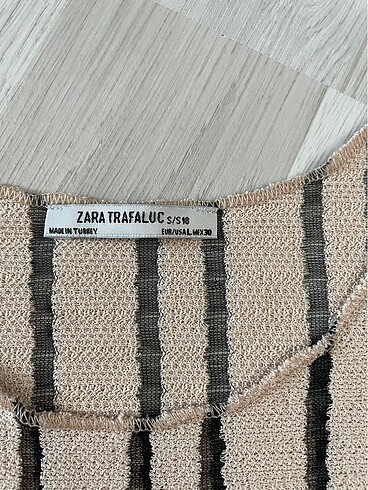 ZARA TRAFALUC S/S18
MADE IN TURKEY EUR/USA L MEX 30